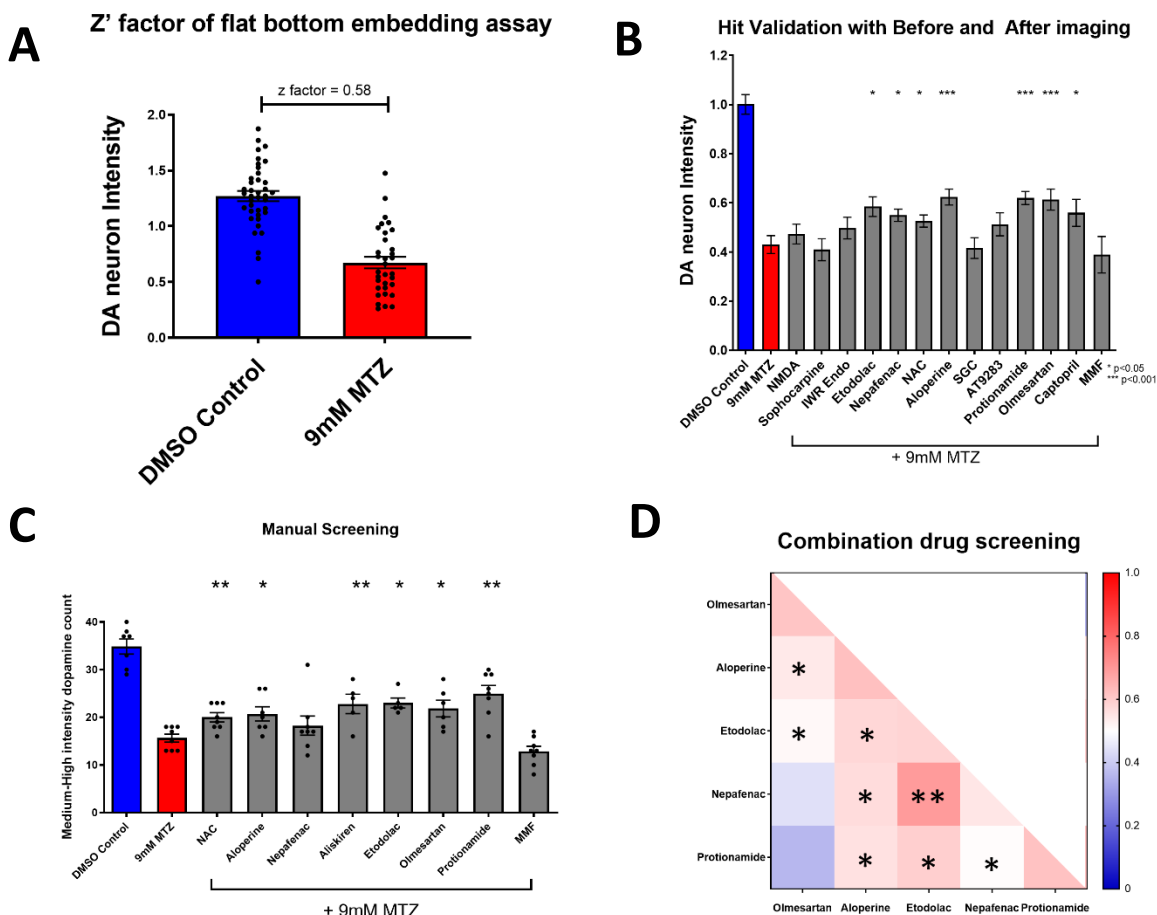 A
Z' factor of flat bottom embedding assay
z factor = 0.58
DA neuron Intensity
2.0
1.5
1.0
0.5
0.0
DMSO Control
9mM MTZ
B
Hit Validation with Before and After imaging
DA neuron Intensity
1.2
1.0
0.8
0.6
0.4
0.2
0.0
* * * *** *** *** *
DMSO Control
9mM MTZ
NMDA
Sophocarpine
IWR Endo
Etodolac
Nepafenac
NAC
Aloperine
SGC
AT9283
Protionamide
Olmesartan
Captopril
MMF
* p<0.05
*** p<0.001
+ 9mM MTZ
C
Manual Screening
Medium-High intensity dopamine count
40
30
20
10
0
** * ** * * **
DMSO Control
9mM MTZ
NAC
Aloperine
Nepafenac
Aliskiren
Etodolac
Olmesartan
Protionamide
MMF
+ 9mM MTZ
D
Combination drug screening
Olmesartan
Aloperine
*
Etodolac
* *
Nepafenac
* **
Protionamide
* * *
Olmesartan Aloperine Etodolac Nepafenac Protionamide
1.0
0.8
0.6
0.4
0.2
0